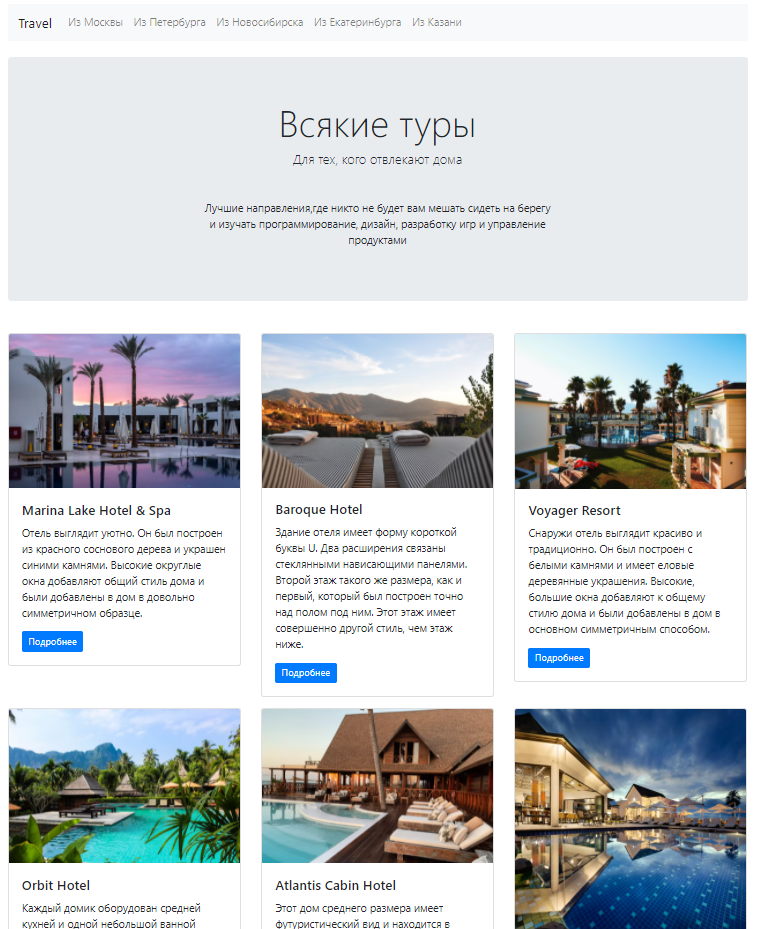 Travel Из Москвы Из Петербурга Из Новосибирска Из Екатеринбурга Из Казани
Всякие туры
Для тех, кого отвлекают дома
Лучшие направления,где никто не будет вам мешать сидеть на берегу
и изучать программирование, дизайн, разработку игр и управление
продуктами
Marina Lake Hotel & Spa
Отель выглядит уютно. Он был построен
из красного соснового дерева и украшен
синими камнями. Высокие округлые
окна добавляют общий стиль дома и
были добавлены в дом в довольно
симметричном образце.
Подробнее
Baroque Hotel
Здание отеля имеет форму короткой
буквы U. Два расширения связаны
стеклянными нависающими панелями.
Второй этаж такого же размера, как и
первый, который был построен точно
над полом под ним. Этот этаж имеет
совершенно другой стиль, чем этаж
ниже.
Подробнее
Voyager Resort
Снаружи отель выглядит красиво и
традиционно. Он был построен с
белыми камнями и имеет еловые
деревянные украшения. Высокие,
большие окна добавляют к общему
стилю дома и были добавлены в дом в
основном симметричным способом.
Подробнее
Orbit Hotel
Каждый домик оборудован средней
кухней и одной небольшой ванной
Atlantis Cabin Hotel
Этот дом среднего размера имеет
футуристический вид и находится в